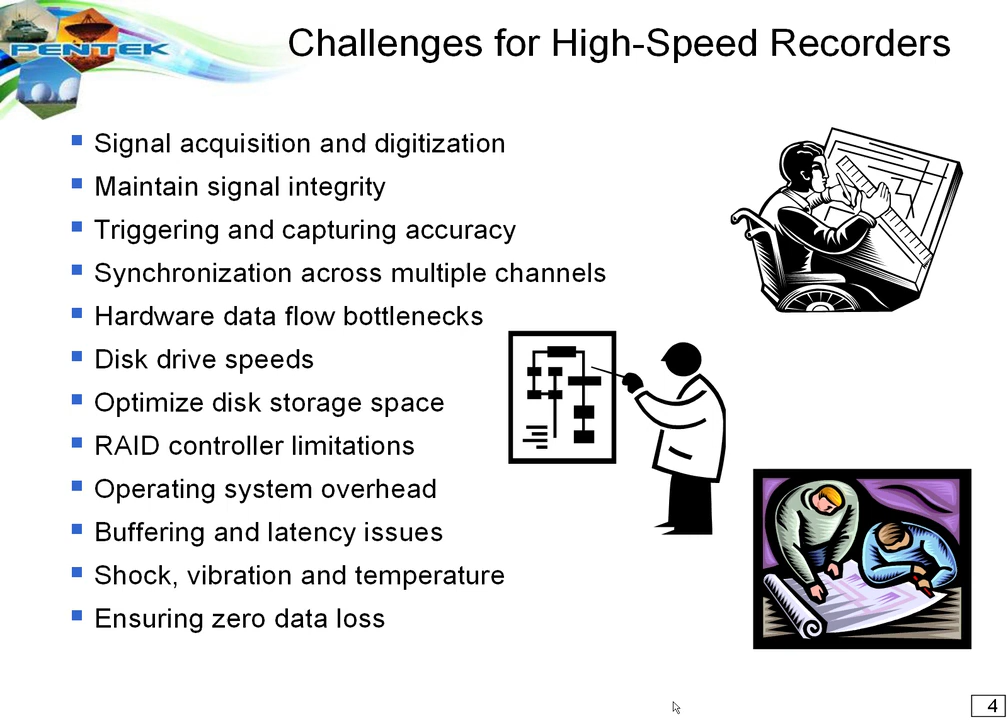 PENTEK
Challenges for High-Speed Recorders
Signal acquisition and digitization
Maintain signal integrity
Triggering and capturing accuracy
Synchronization across multiple channels
Hardware data flow bottlenecks
Disk drive speeds
Optimize disk storage space
RAID controller limitations
Operating system overhead
Buffering and latency issues
Shock, vibration and temperature
Ensuring zero data loss
4